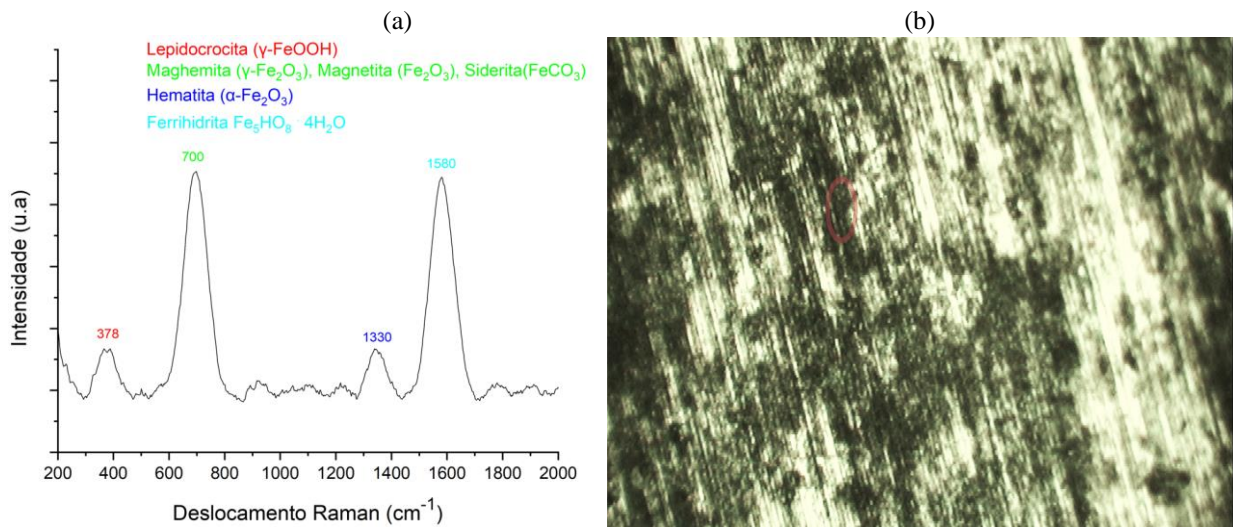 (a)
(b)
Lepidocrocita (γ-FeOOH)
Maghemita (γ-Fe₂O₃), Magnetita (Fe₂O₃), Siderita(FeCO₃)
Hematita (α-Fe₂O₃)
Ferrihidrita Fe₅HO₈ 4H₂O
700
1580
378
1330
Intensidade (u.a)
200 400 600 800 1000 1200 1400 1600 1800 2000
Deslocamento Raman (cm⁻¹)